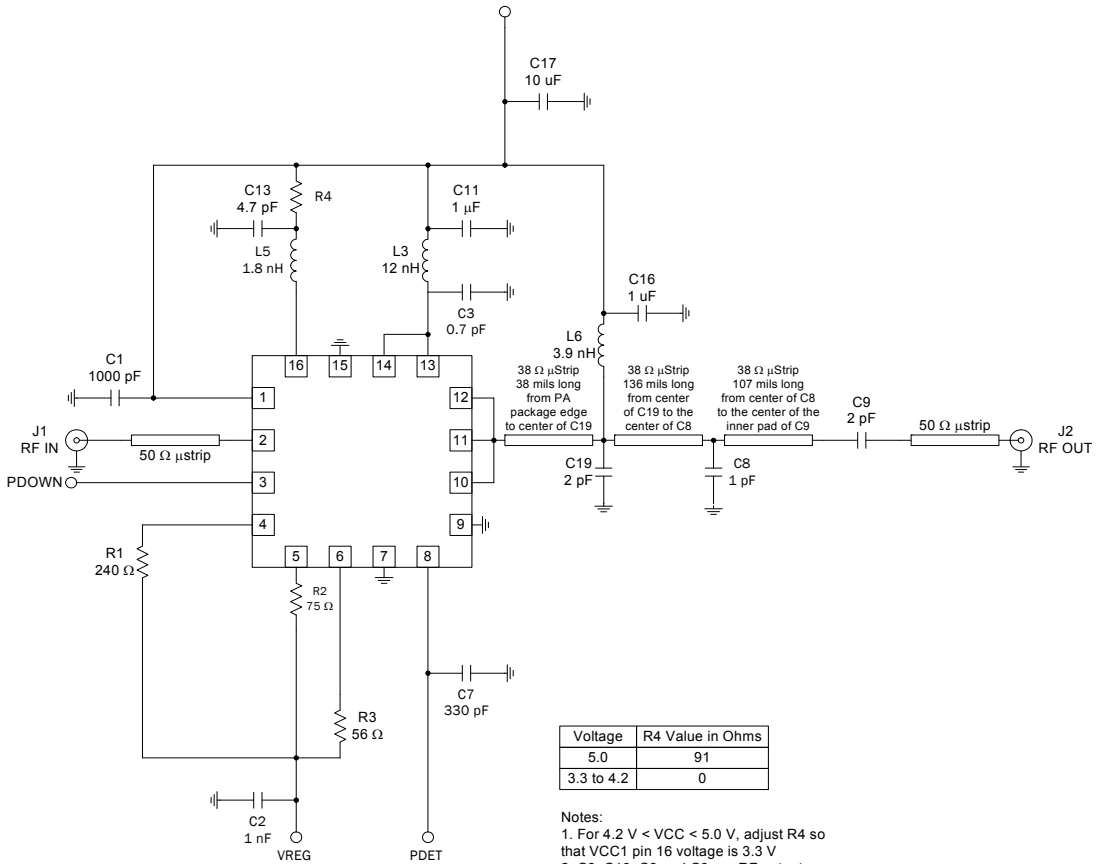 C17
10 uF
C13
4.7 pF
R4
C11
1 μF
L5
1.8 nH
L3
12 nH
C3
0.7 pF
C16
1 uF
L6
3.9 nH
C1
1000 pF
16
15
14
13
1
2
3
4
5
6
7
8
9
10
11
12
J1
RF IN
50 Ω μstrip
PDOWN
38 Ω μStrip
38 mils long
from PA
package edge
to center of C19
38 Ω μStrip
136 mils long
from center
of C19 to the
center of C8
38 Ω μStrip
107 mils long
from center of C8
to the center of the
inner pad of C9
C9
2 pF
50 Ω μstrip
J2
RF OUT
C19
2 pF
C8
1 pF
R1
240 Ω
R2
75 Ω
R3
56 Ω
C7
330 pF
C2
1 nF
VREG
PDET
Voltage R4 Value in Ohms
5.0 91
3.3 to 4.2 0
Notes:
1. For 4.2 V < VCC < 5.0 V, adjust R4 so
that VCC1 pin 16 voltage is 3.3 V